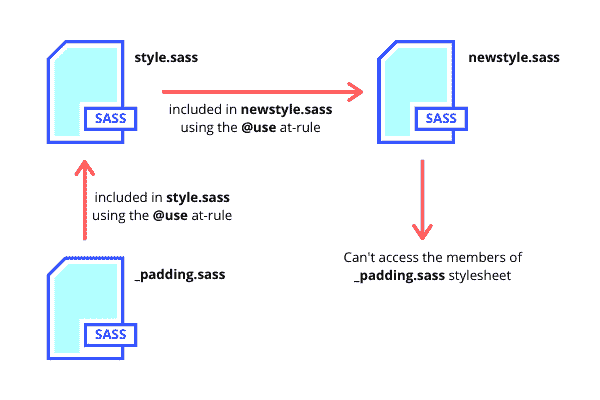 style.sass
newstyle.sass
SASS
included in newstyle.sass
using the @use at-rule
SASS
included in style.sass
using the @use at-rule
Can't access the members of
_padding.sass stylesheet
_padding.sass
SASS